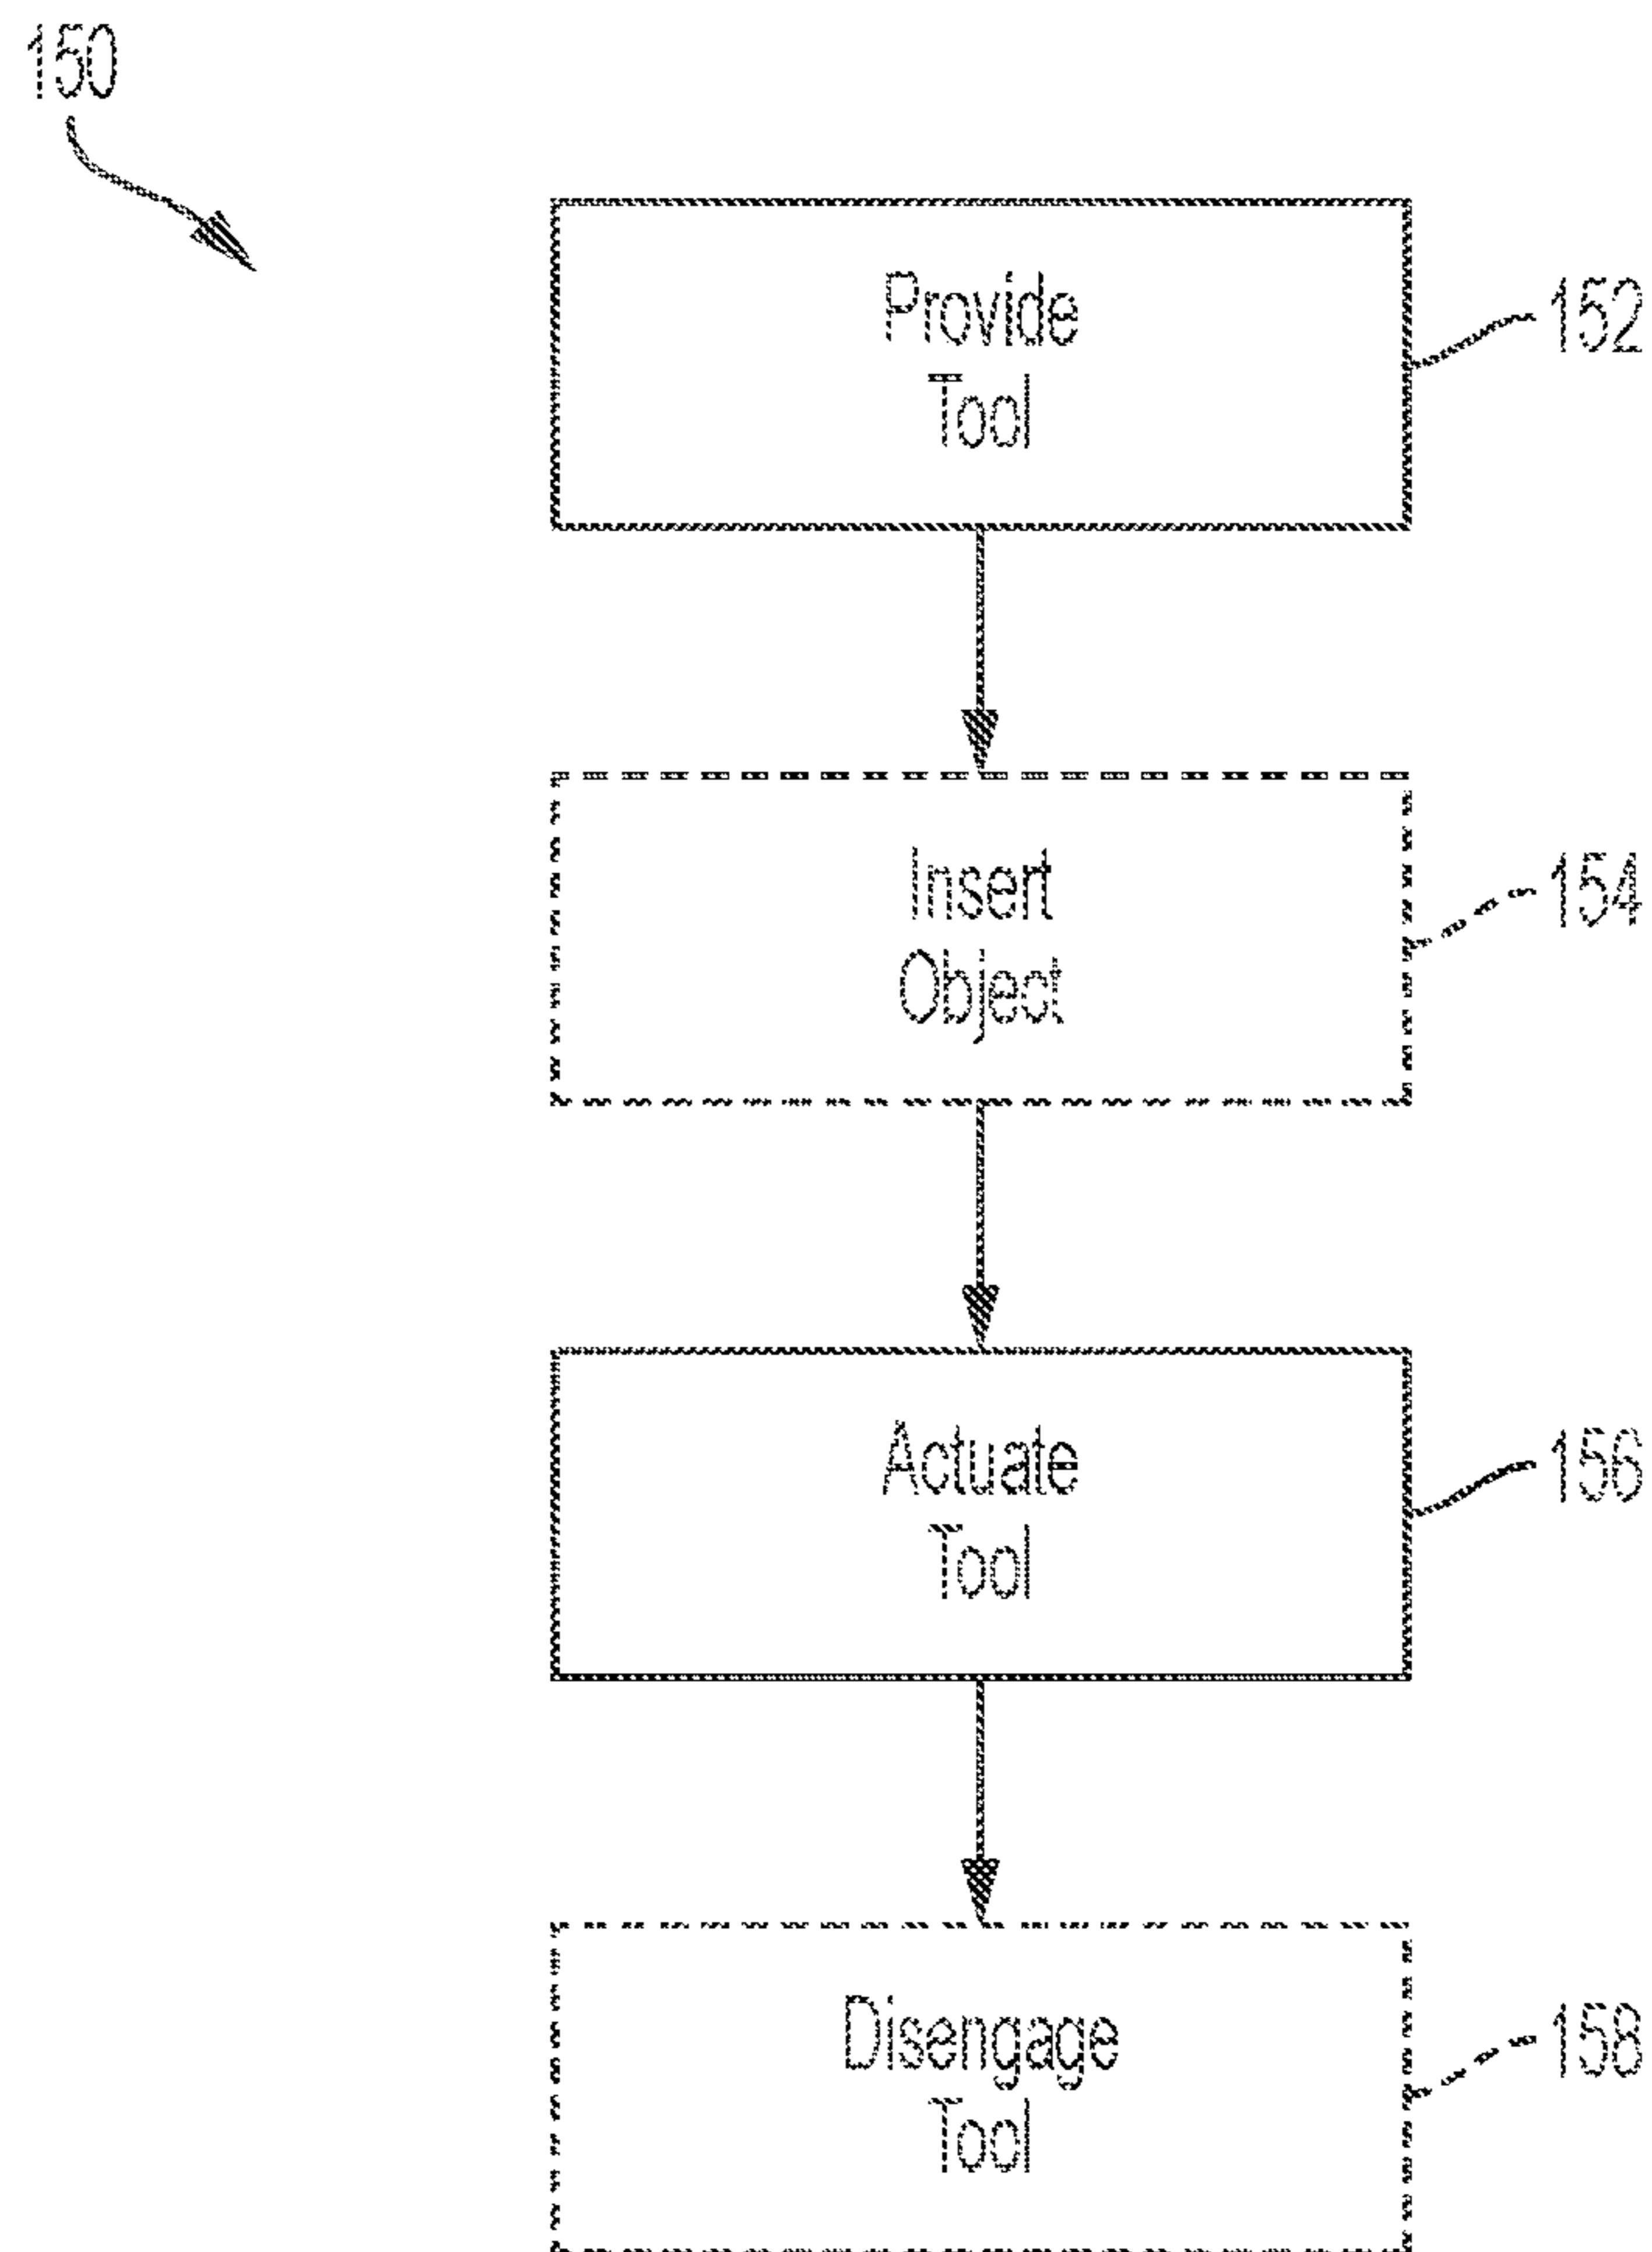 150
Provide
Tool
152
Insert
Object
154
Actuate
Tool
156
Disengage
Tool
158